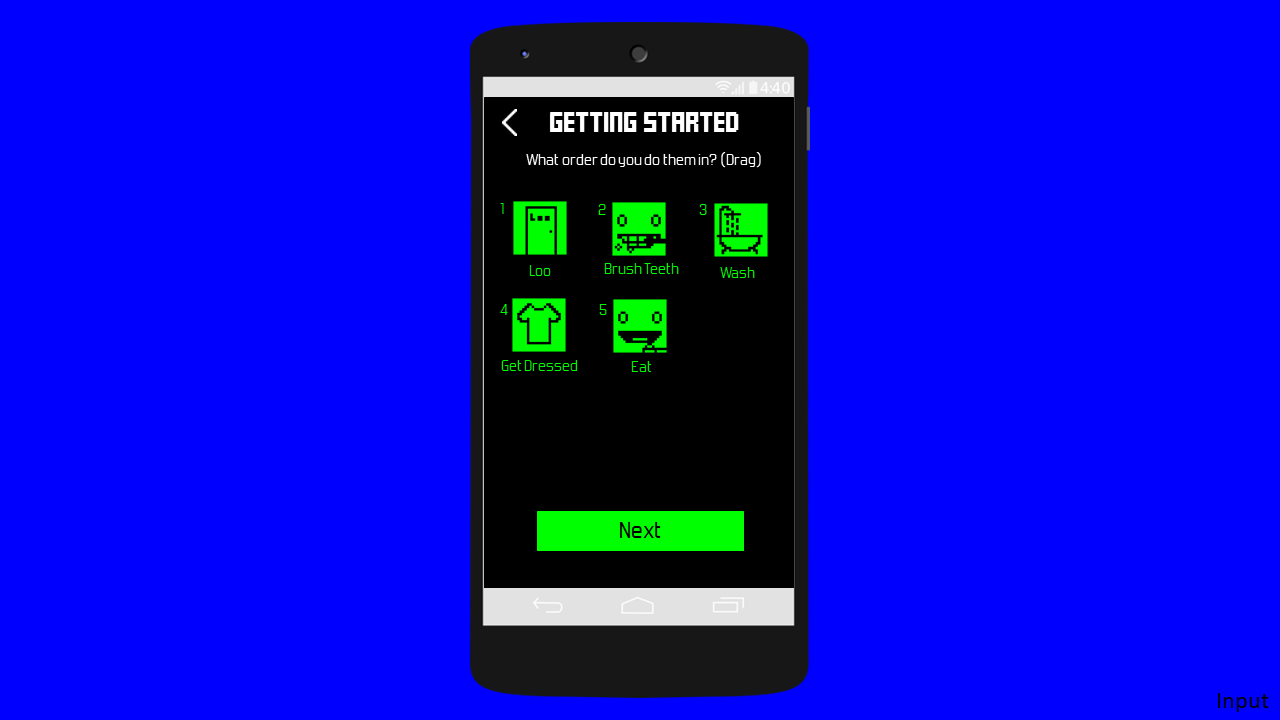 4:40
GETTING STARTED
What order do you do them in? (Drag)
1
Loo
2
3
Loo
Brush Teeth
Wash
4
5
Get Dressed
Eat
Next
Input